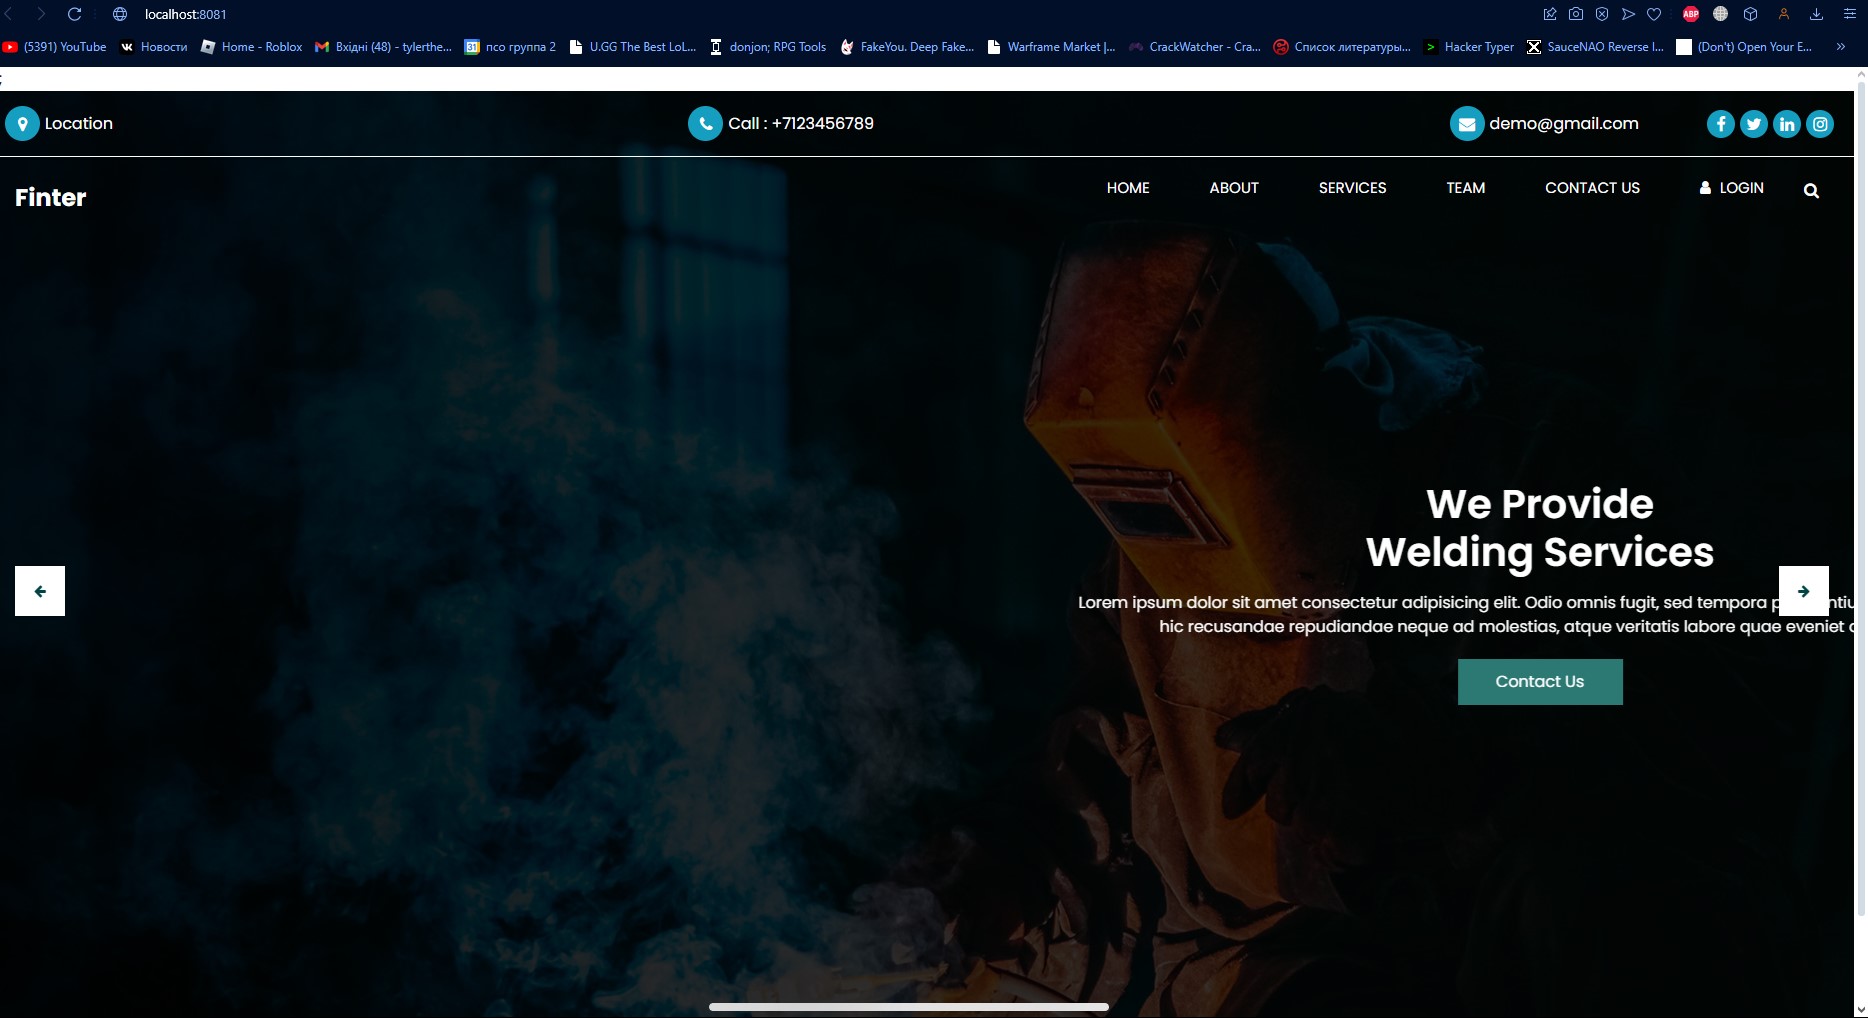 localhost:8081
(5391) YouTube
Новости
Home - Roblox
Вхідні (48) - tylerthe...
31
псо группа 2
U.GG The Best LoL...
donjon; RPG Tools
FakeYou. Deep Fake...
Warframe Market |...
CrackWatcher - Cra...
Список литературы...
Hacker Typer
SauceNAO Reverse I...
(Don't) Open Your E...
ABP
;
Location
Call : +7123456789
demo@gmail.com
Finter
HOME
ABOUT
SERVICES
TEAM
CONTACT US
LOGIN
We Provide
Welding Services
Lorem ipsum dolor sit amet consectetur adipisicing elit. Odio omnis fugit, sed tempora
hic recusandae repudiandae neque ad molestias, atque veritatis labore quae eveniet
Contact Us